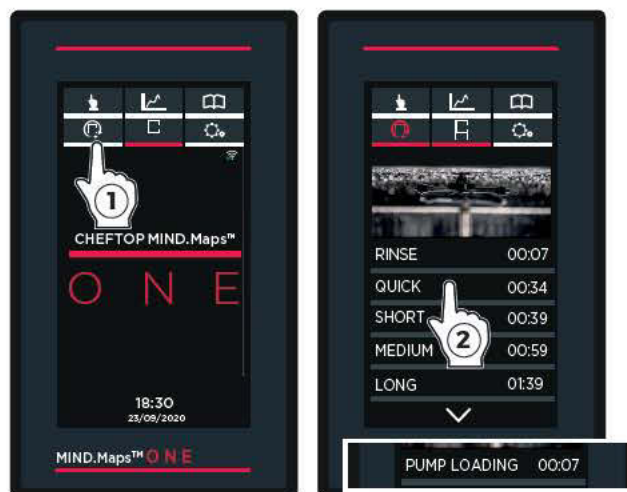 1
CHEFTOP MIND.Maps™
O N E
18:30
23/09/2020
MIND.Maps™ ONE
RINSE 00:07
QUICK 00:34
SHORT 00:39
2
MEDIUM 00:59
LONG 01:39
PUMP LOADING 00:07